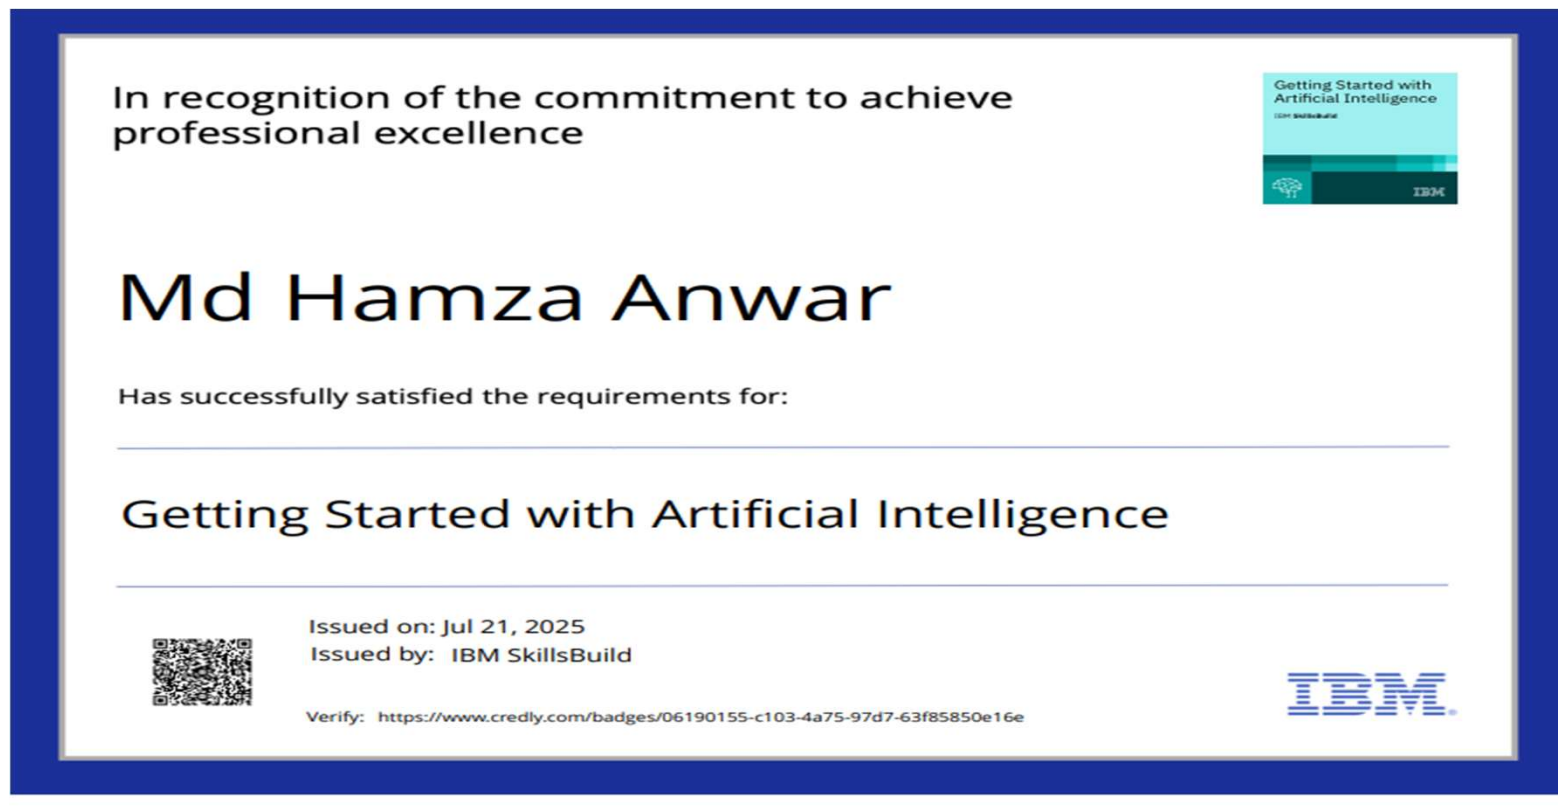 In recognition of the commitment to achieve
professional excellence
Getting Started with
Artificial Intelligence
IBM SkillsBuild
IBM
Md Hamza Anwar
Has successfully satisfied the requirements for:
Getting Started with Artificial Intelligence
Issued on: Jul 21, 2025
Issued by: IBM SkillsBuild
Verify: https://www.credly.com/badges/06190155-c103-4a75-97d7-63f85850e16e
IBM.